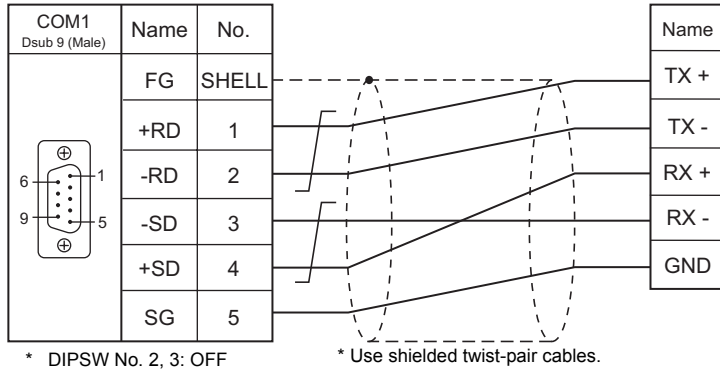 COM1
Dsub 9 (Male)
Name No.
Name
FG SHELL
TX +
+RD 1
TX -
-RD 2
RX +
-SD 3
RX -
+SD 4
GND
SG 5
6
1
9
5
* DIPSW No. 2, 3: OFF
* Use shielded twist-pair cables.